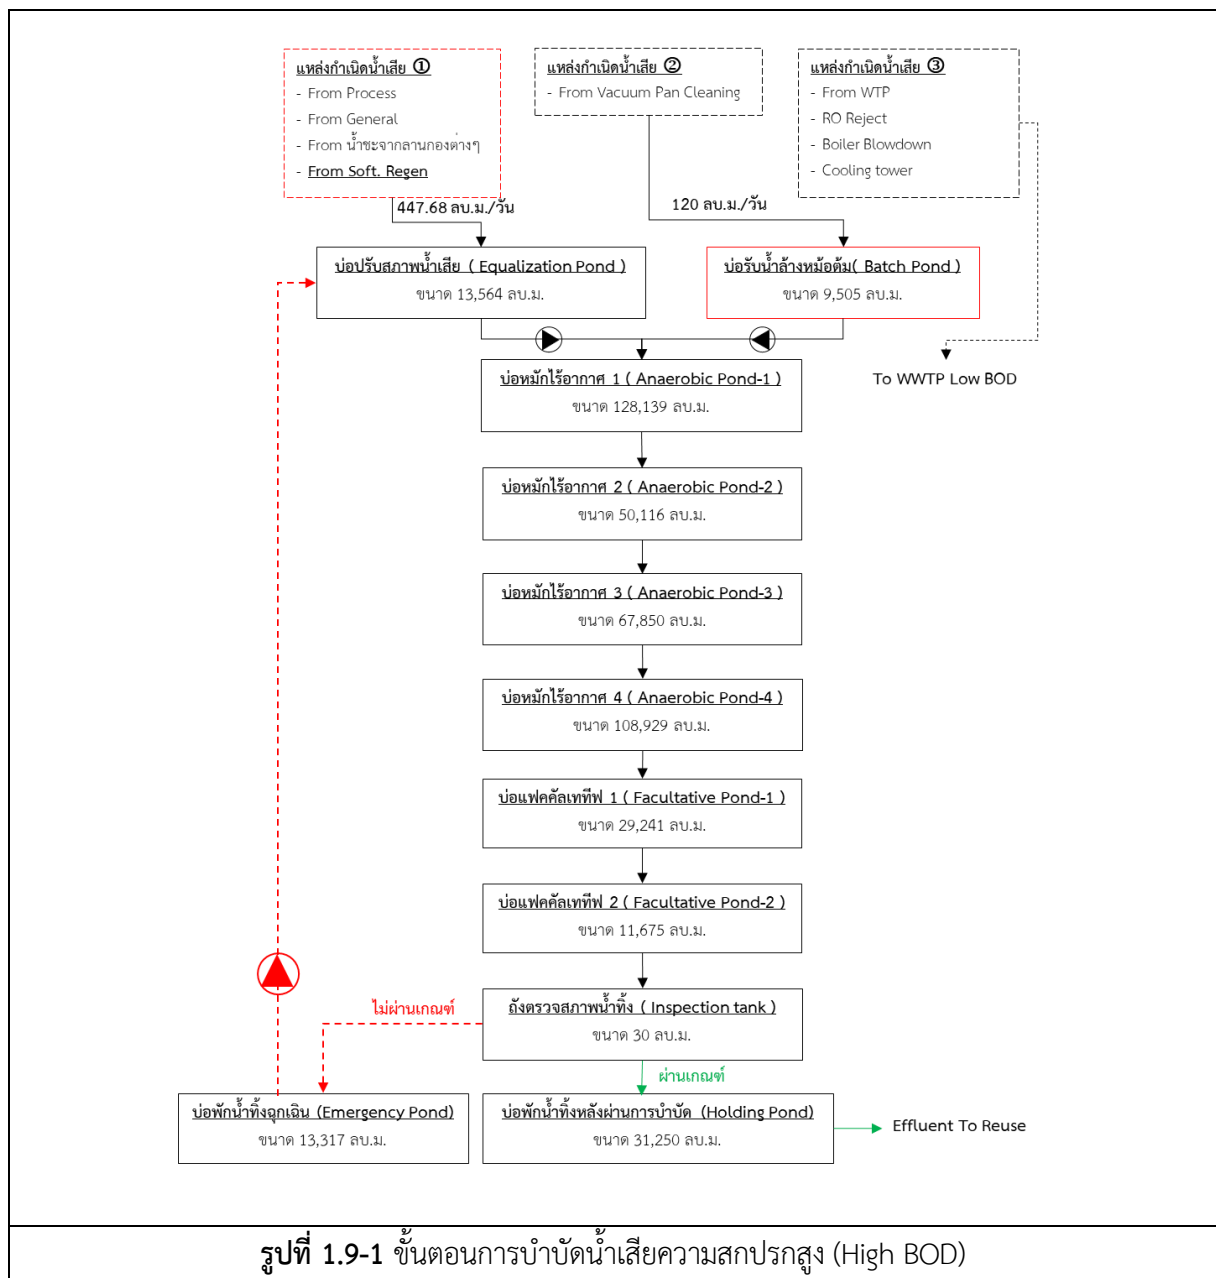 แหล่งกำเนิดน้ำเสีย ①
- From Process
- From General
- From น้ำชะจากลานกองต่างๆ
- From Soft. Regen
แหล่งกำเนิดน้ำเสีย ②
- From Vacuum Pan Cleaning
แหล่งกำเนิดน้ำเสีย ③
- From WTP
- RO Reject
- Boiler Blowdown
- Cooling tower
447.68 ลบ.ม./วัน
120 ลบ.ม./วัน
บ่อปรับสภาพน้ำเสีย ( Equalization Pond )
ขนาด 13,564 ลบ.ม.
บ่อรับน้ำล้างหม้อต้ม( Batch Pond )
ขนาด 9,505 ลบ.ม.
To WWTP Low BOD
บ่อหมักไร้อากาศ 1 ( Anaerobic Pond-1 )
ขนาด 128,139 ลบ.ม.
บ่อหมักไร้อากาศ 2 ( Anaerobic Pond-2 )
ขนาด 50,116 ลบ.ม.
บ่อหมักไร้อากาศ 3 ( Anaerobic Pond-3 )
ขนาด 67,850 ลบ.ม.
บ่อหมักไร้อากาศ 4 ( Anaerobic Pond-4 )
ขนาด 108,929 ลบ.ม.
บ่อแฟคคัลเททีฟ 1 ( Facultative Pond-1 )
ขนาด 29,241 ลบ.ม.
บ่อแฟคคัลเททีฟ 2 ( Facultative Pond-2 )
ขนาด 11,675 ลบ.ม.
ถังตรวจสภาพน้ำทิ้ง ( Inspection tank )
ขนาด 30 ลบ.ม.
ไม่ผ่านเกณฑ์
ผ่านเกณฑ์
บ่อพักน้ำทิ้งฉุกเฉิน (Emergency Pond)
ขนาด 13,317 ลบ.ม.
บ่อพักน้ำทิ้งหลังผ่านการบำบัด (Holding Pond)
ขนาด 31,250 ลบ.ม.
Effluent To Reuse
รูปที่ 1.9-1 ขั้นตอนการบำบัดน้ำเสียความสกปรกสูง (High BOD)